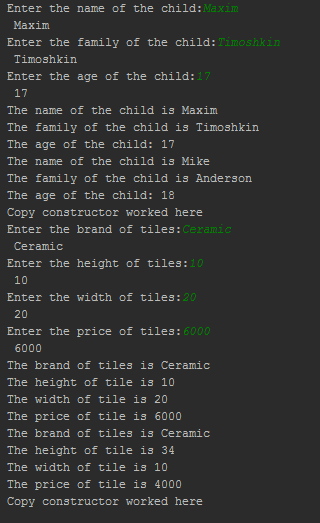 Enter the name of the child:Maxim
Maxim
Enter the family of the child:Timoshkin
Timoshkin
Enter the age of the child:17
17
The name of the child is Maxim
The family of the child is Timoshkin
The age of the child: 17
The name of the child is Mike
The family of the child is Anderson
The age of the child: 18
Copy constructor worked here
Enter the brand of tiles:Ceramic
Ceramic
Enter the height of tiles:10
10
Enter the width of tiles:20
20
Enter the price of tiles:6000
6000
The brand of tiles is Ceramic
The height of tile is 10
The width of tile is 20
The price of tile is 6000
The brand of tiles is Ceramic
The height of tile is 34
The width of tile is 10
The price of tile is 4000
Copy constructor worked here